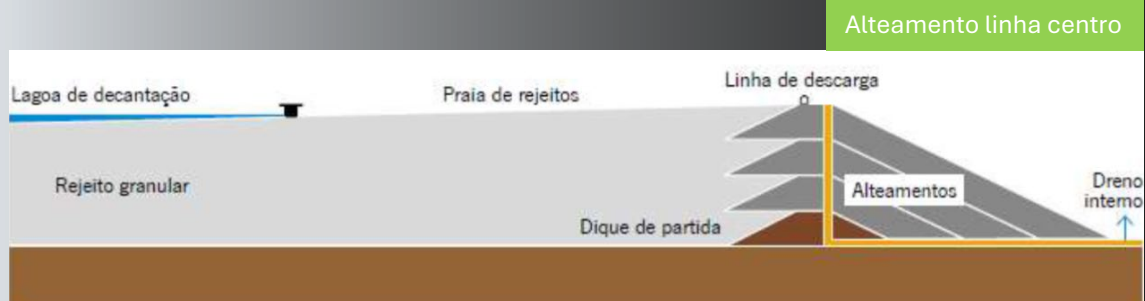 Alteamento linha centro
Linha de descarga
Lagoa de decantação
Praia de rejeitos
Rejeito granular
Alteamentos
Dreno
interno
Dique de partida